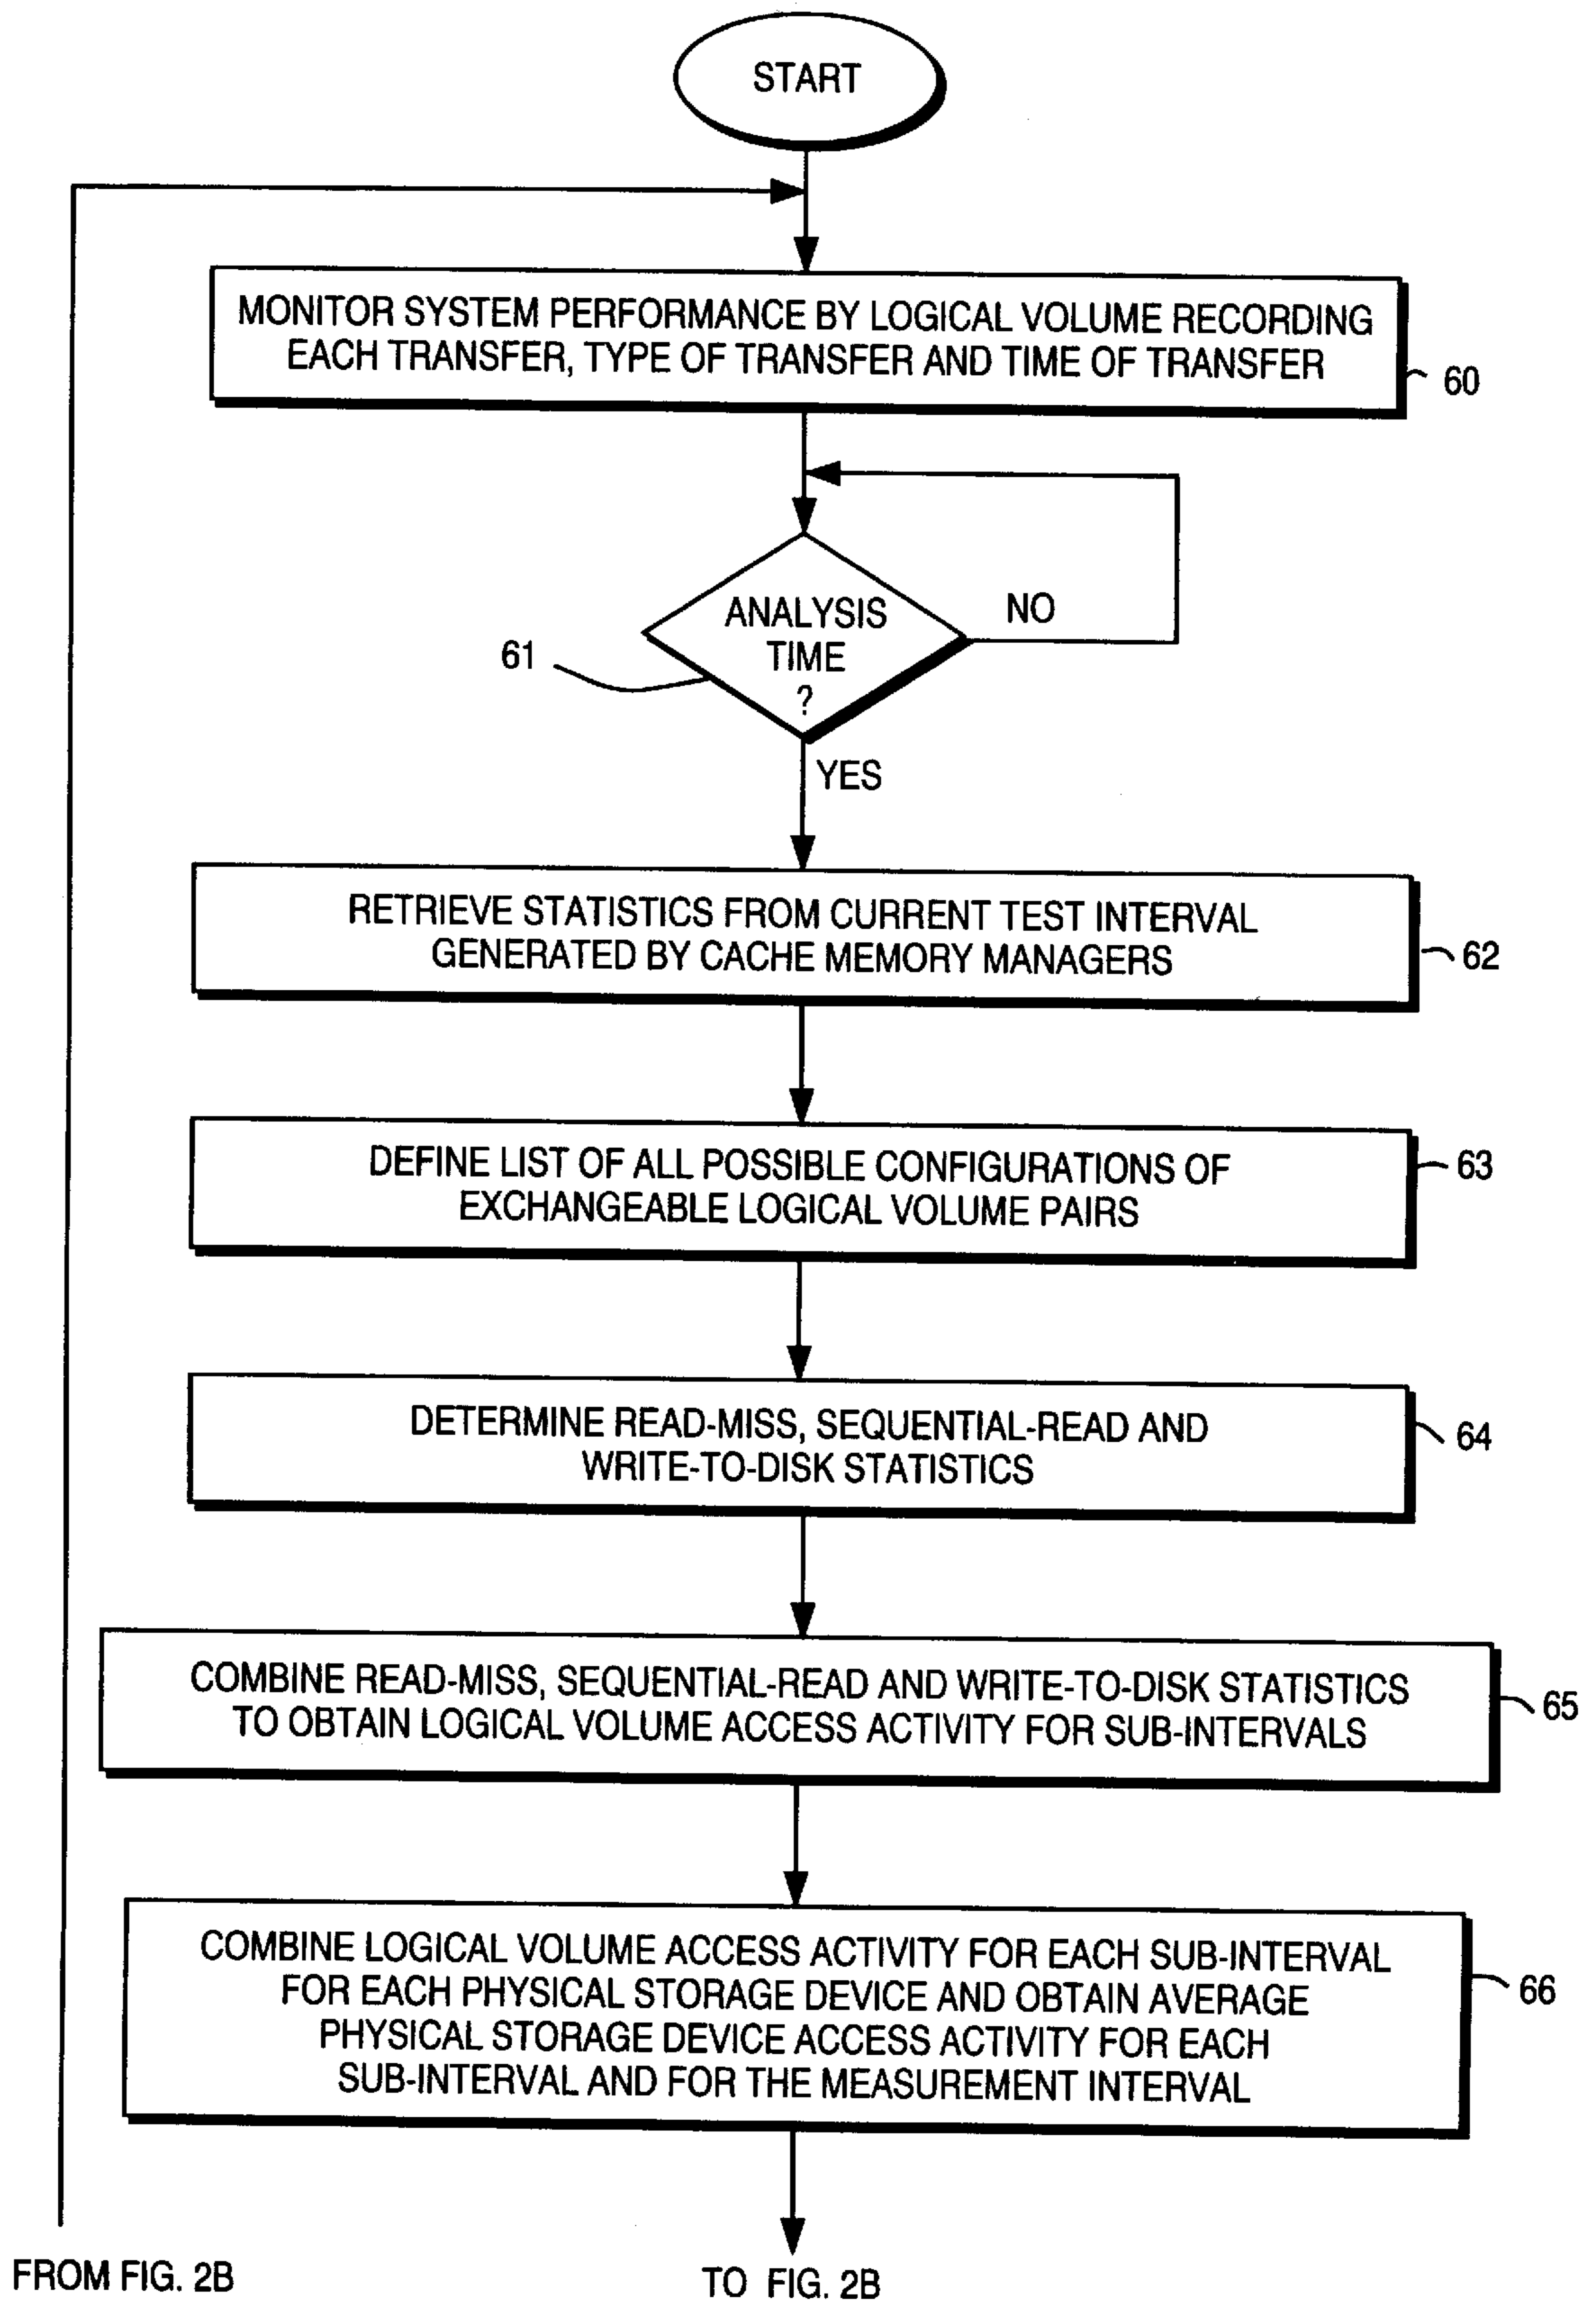 START
MONITOR SYSTEM PERFORMANCE BY LOGICAL VOLUME RECORDING
EACH TRANSFER, TYPE OF TRANSFER AND TIME OF TRANSFER
60
ANALYSIS
TIME
?
NO
61
YES
RETRIEVE STATISTICS FROM CURRENT TEST INTERVAL
GENERATED BY CACHE MEMORY MANAGERS
62
DEFINE LIST OF ALL POSSIBLE CONFIGURATIONS OF
EXCHANGEABLE LOGICAL VOLUME PAIRS
63
DETERMINE READ-MISS, SEQUENTIAL-READ AND
WRITE-TO-DISK STATISTICS
64
COMBINE READ-MISS, SEQUENTIAL-READ AND WRITE-TO-DISK STATISTICS
TO OBTAIN LOGICAL VOLUME ACCESS ACTIVITY FOR SUB-INTERVALS
65
COMBINE LOGICAL VOLUME ACCESS ACTIVITY FOR EACH SUB-INTERVAL
FOR EACH PHYSICAL STORAGE DEVICE AND OBTAIN AVERAGE
PHYSICAL STORAGE DEVICE ACCESS ACTIVITY FOR EACH
SUB-INTERVAL AND FOR THE MEASUREMENT INTERVAL
66
FROM FIG. 2B
TO FIG. 2B